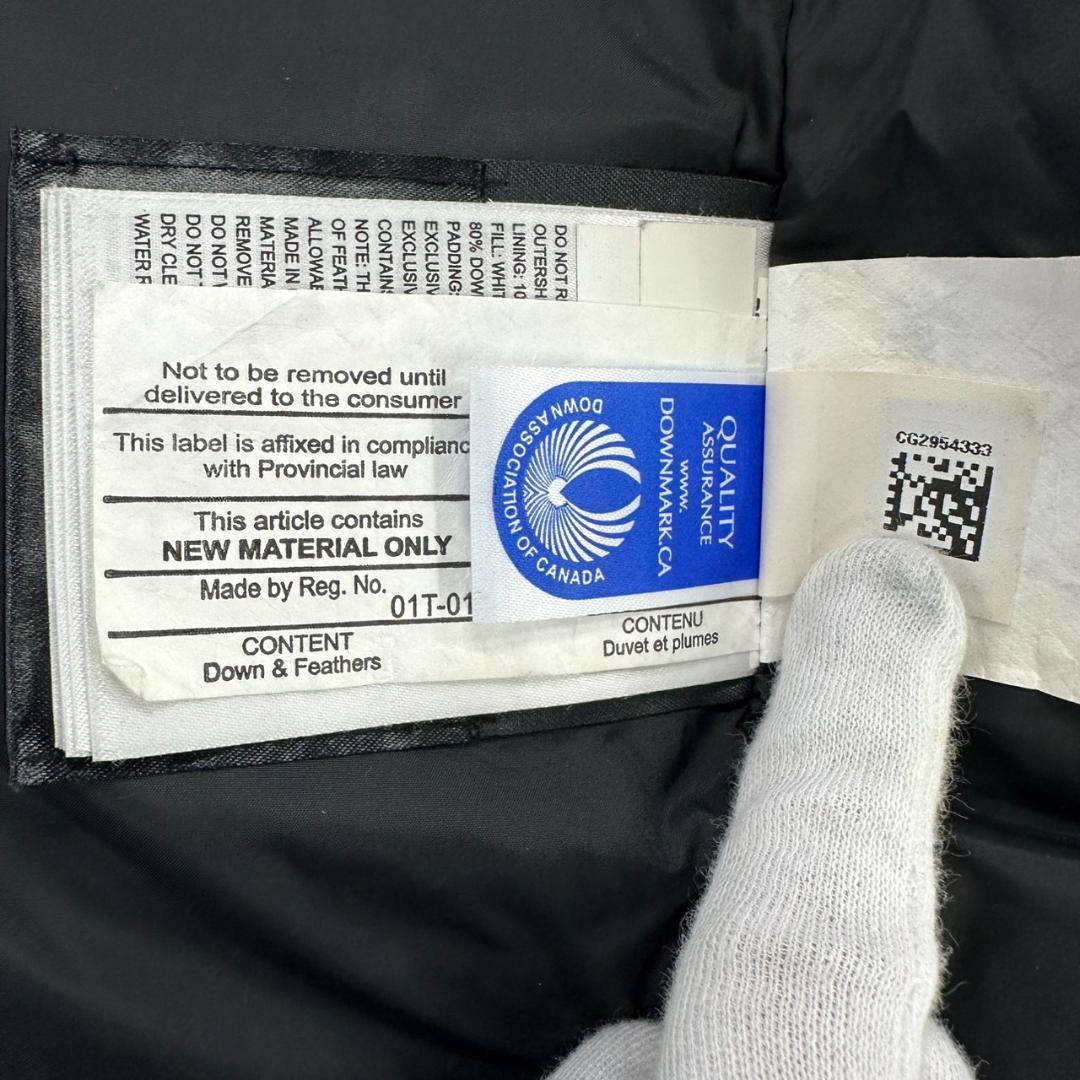 DO NOT R
OUTERSH
LINING: 10
FILL: WHIT
80% DOW
PADDING:
EXCLUSIV
EXCLUSIV
CONTAINS
NOTE: TH
OF FEATH
ALLOWAB
MADE IN
MATERIA
REMOVE
DO NOT W
DO NOT T
DRY CLE
WATER R
Not to be removed until
delivered to the consumer
This label is affixed in complianc
with Provincial law
This article contains
NEW MATERIAL ONLY
Made by Reg. No.
01T-01
CONTENT
Down & Feathers
DOWN ASSOCIATION OF CANADA
QUALITY
ASSURANCE
www.
DOWNMARK.CA
CONTENU
Duvet et plumes
CG2954333